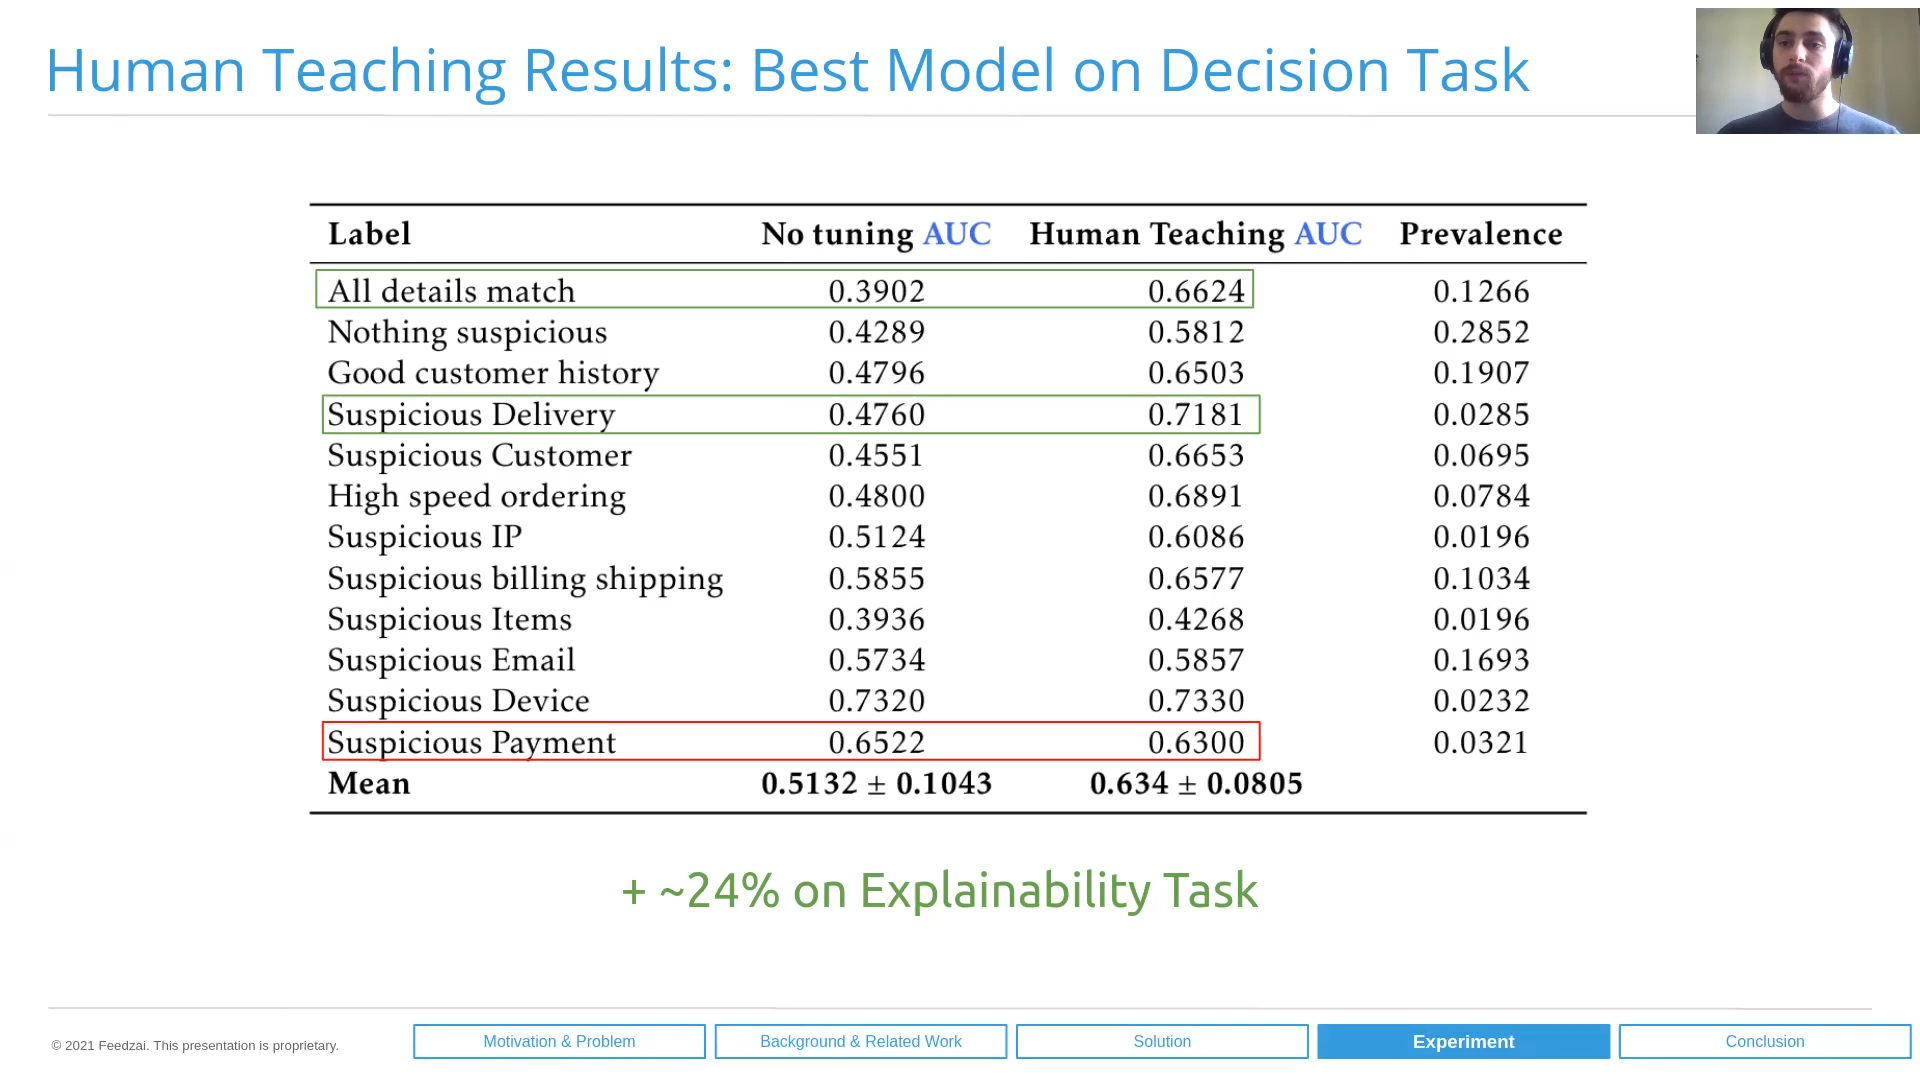 Human Teaching Results: Best Model on Decision Task
Label No tuning AUC Human Teaching AUC Prevalence
All details match 0.3902 0.6624 0.1266
Nothing suspicious 0.4289 0.5812 0.2852
Good customer history 0.4796 0.6503 0.1907
Suspicious Delivery 0.4760 0.7181 0.0285
Suspicious Customer 0.4551 0.6653 0.0695
High speed ordering 0.4800 0.6891 0.0784
Suspicious IP 0.5124 0.6086 0.0196
Suspicious billing shipping 0.5855 0.6577 0.1034
Suspicious Items 0.3936 0.4268 0.0196
Suspicious Email 0.5734 0.5857 0.1693
Suspicious Device 0.7320 0.7330 0.0232
Suspicious Payment 0.6522 0.6300 0.0321
Mean 0.5132 ± 0.1043 0.634 ± 0.0805
+ ~24% on Explainability Task
© 2021 Feedzai. This presentation is proprietary. Motivation & Problem Background & Related Work Solution Experiment Conclusion